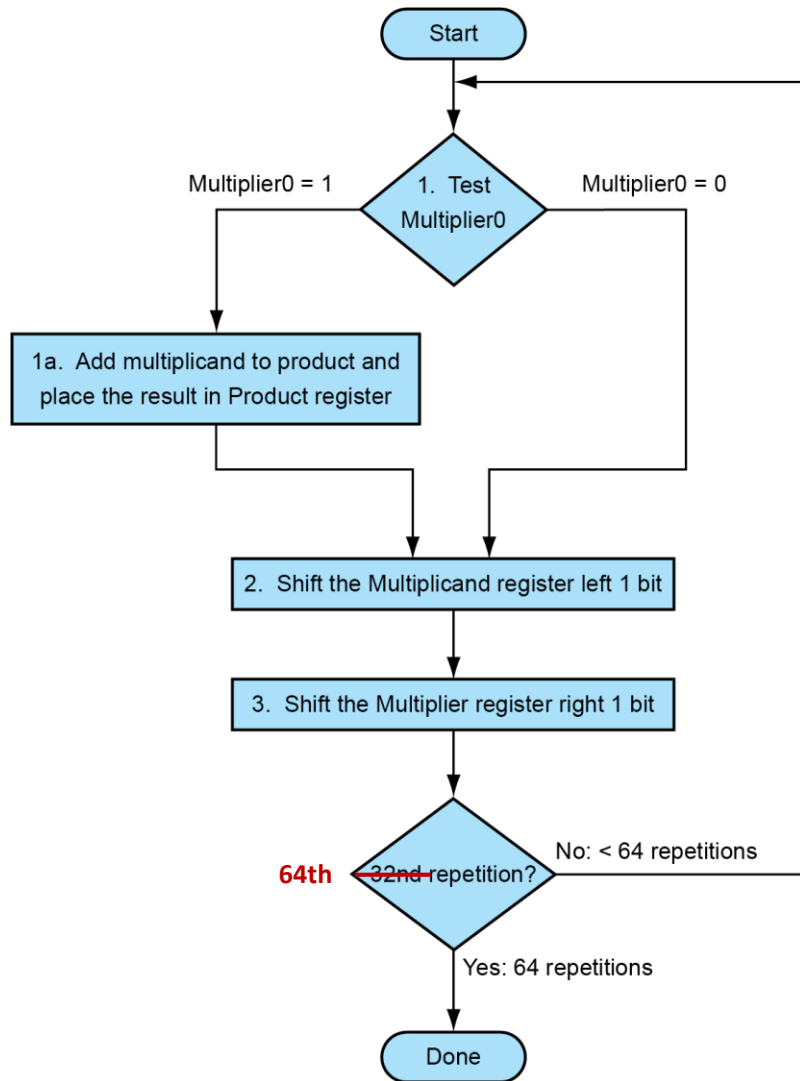 Start
Multiplier0 = 1
1. Test
Multiplier0
Multiplier0 = 0
1a. Add multiplicand to product and
place the result in Product register
2. Shift the Multiplicand register left 1 bit
3. Shift the Multiplier register right 1 bit
64th
32nd repetition?
No: < 64 repetitions
Yes: 64 repetitions
Done